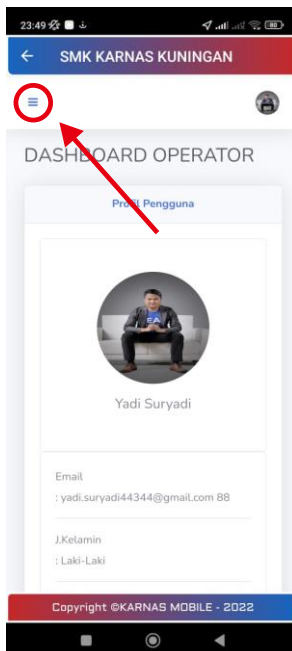 23:49
80
SMK KARNAS KUNINGAN
DASHBOARD OPERATOR
Profil Pengguna
Yadi Suryadi
Email
: yadi.suryadi44344@gmail.com 88
J.Kelamin
: Laki-Laki
Copyright ©KARNAS MOBILE - 2022